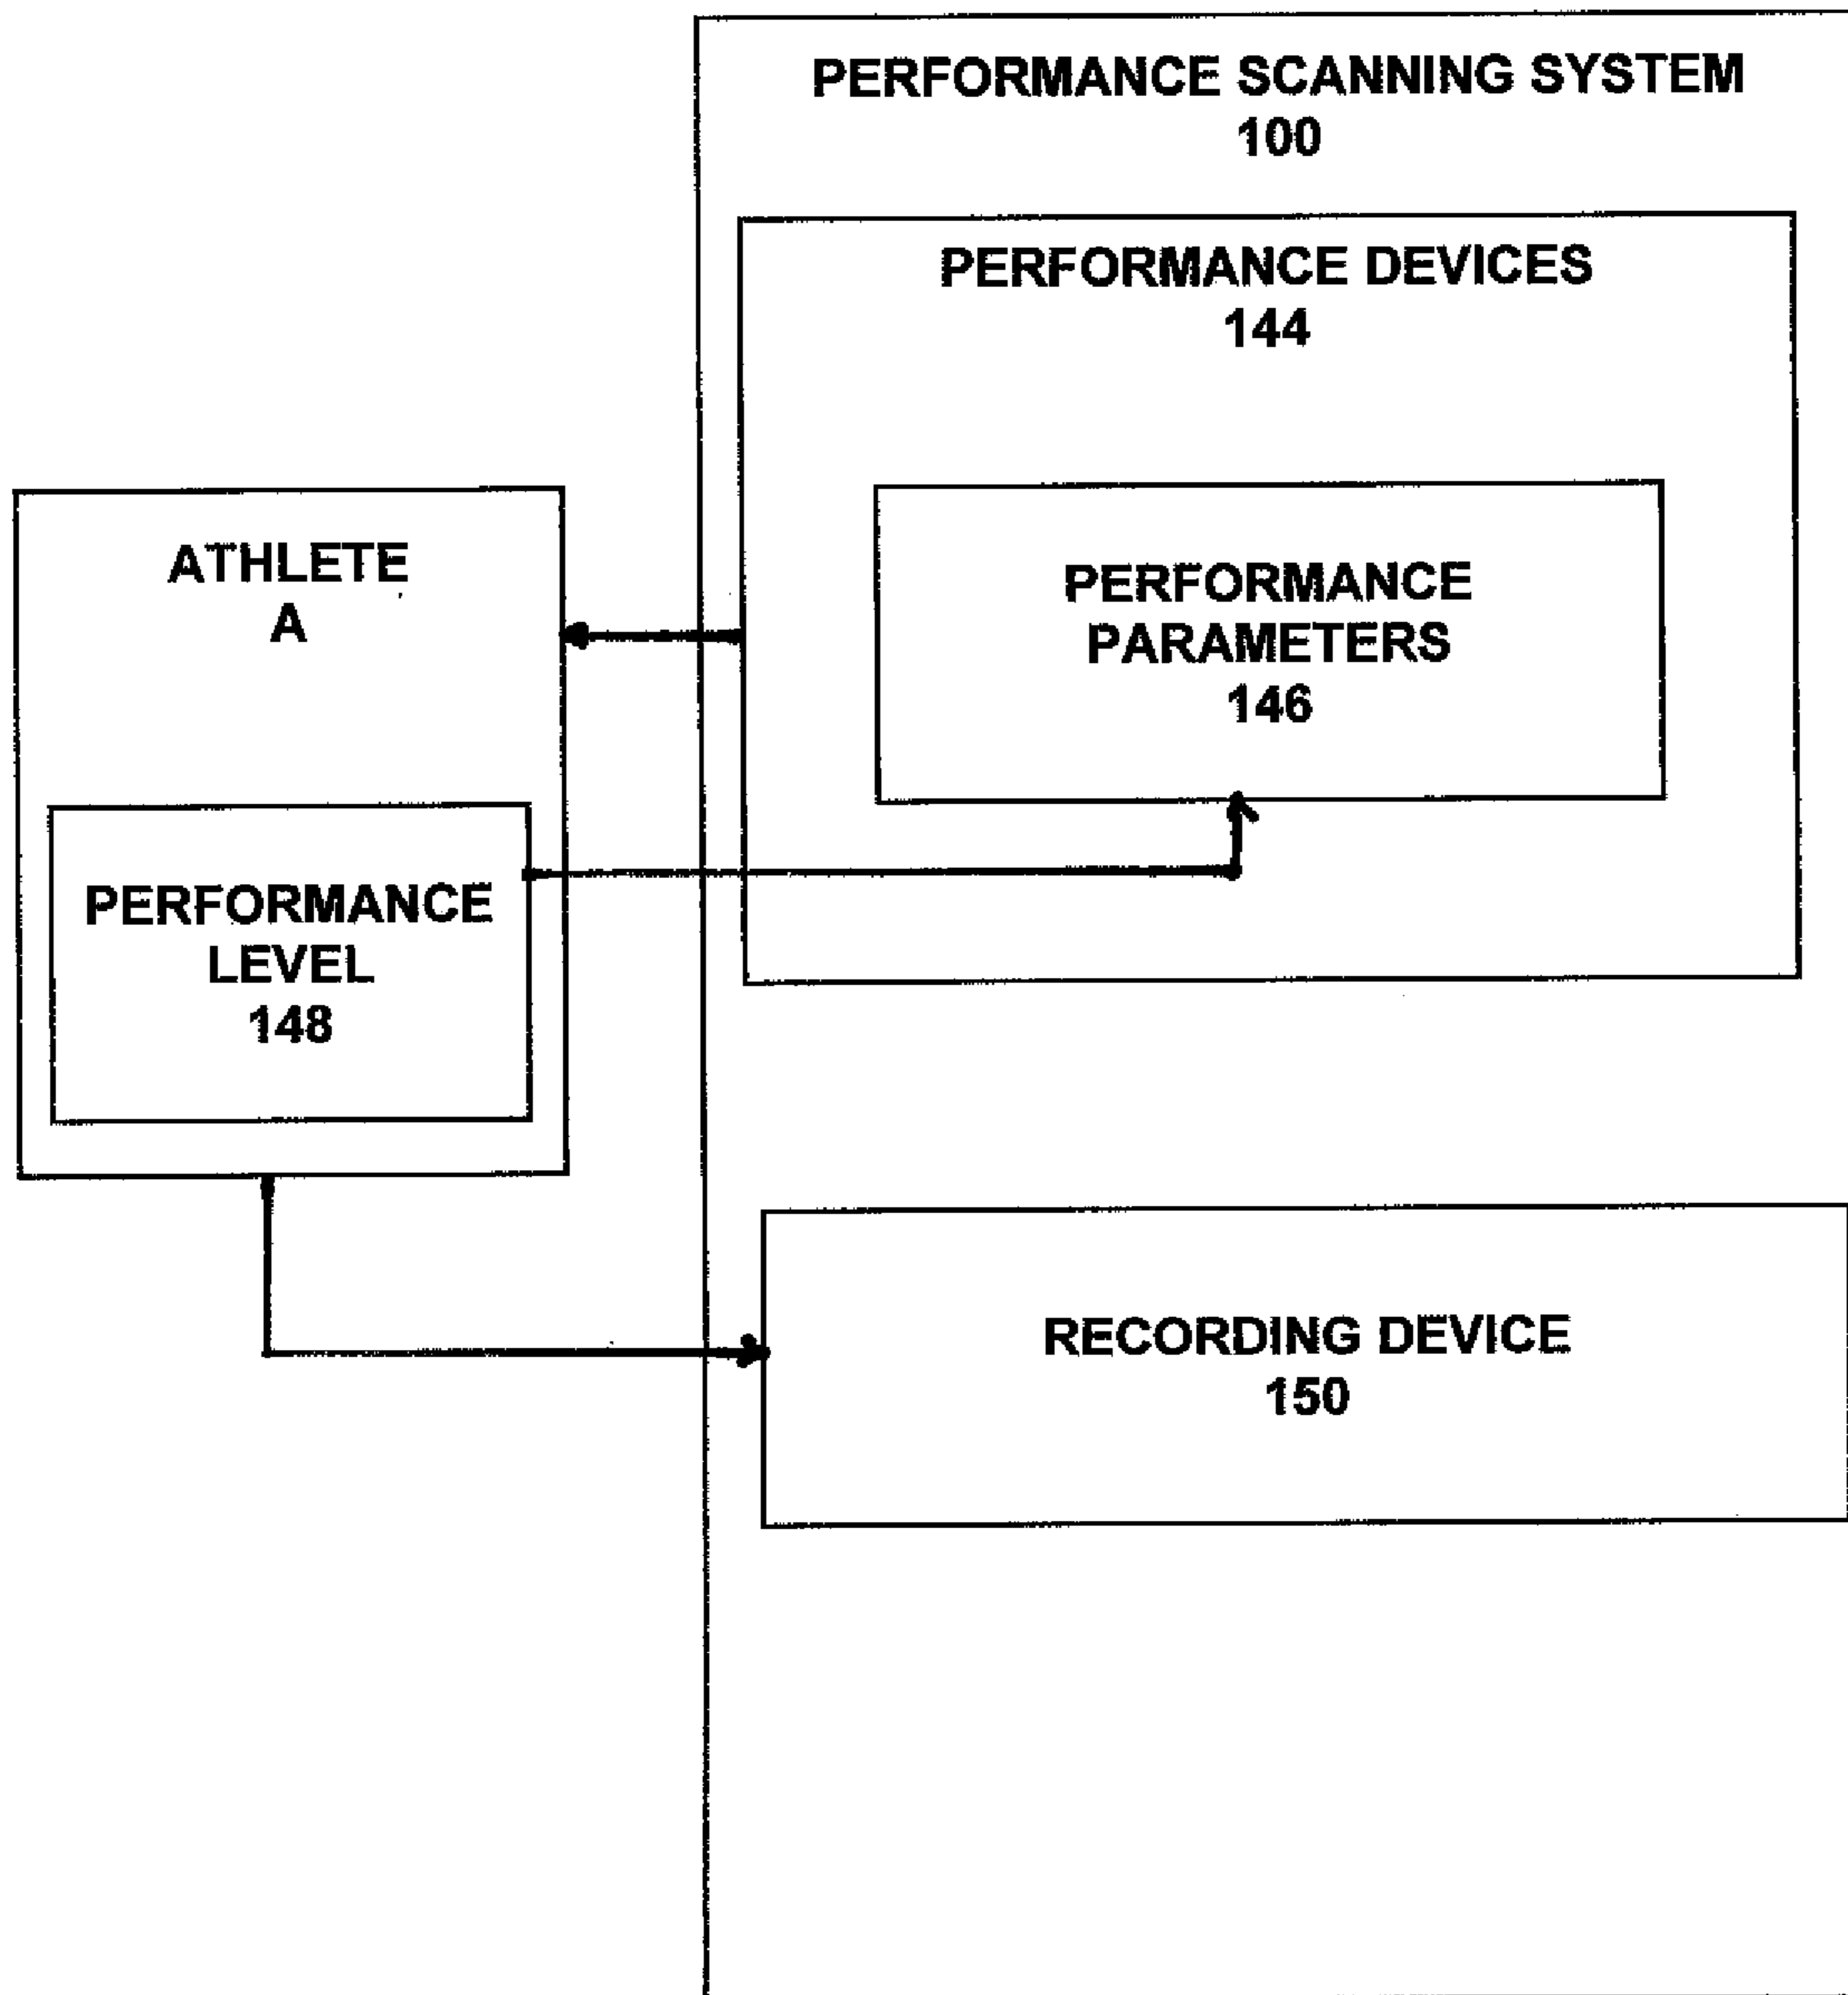 PERFORMANCE SCANNING SYSTEM
100
PERFORMANCE DEVICES
144
ATHLETE
A
PERFORMANCE
PARAMETERS
146
PERFORMANCE
LEVEL
148
RECORDING DEVICE
150